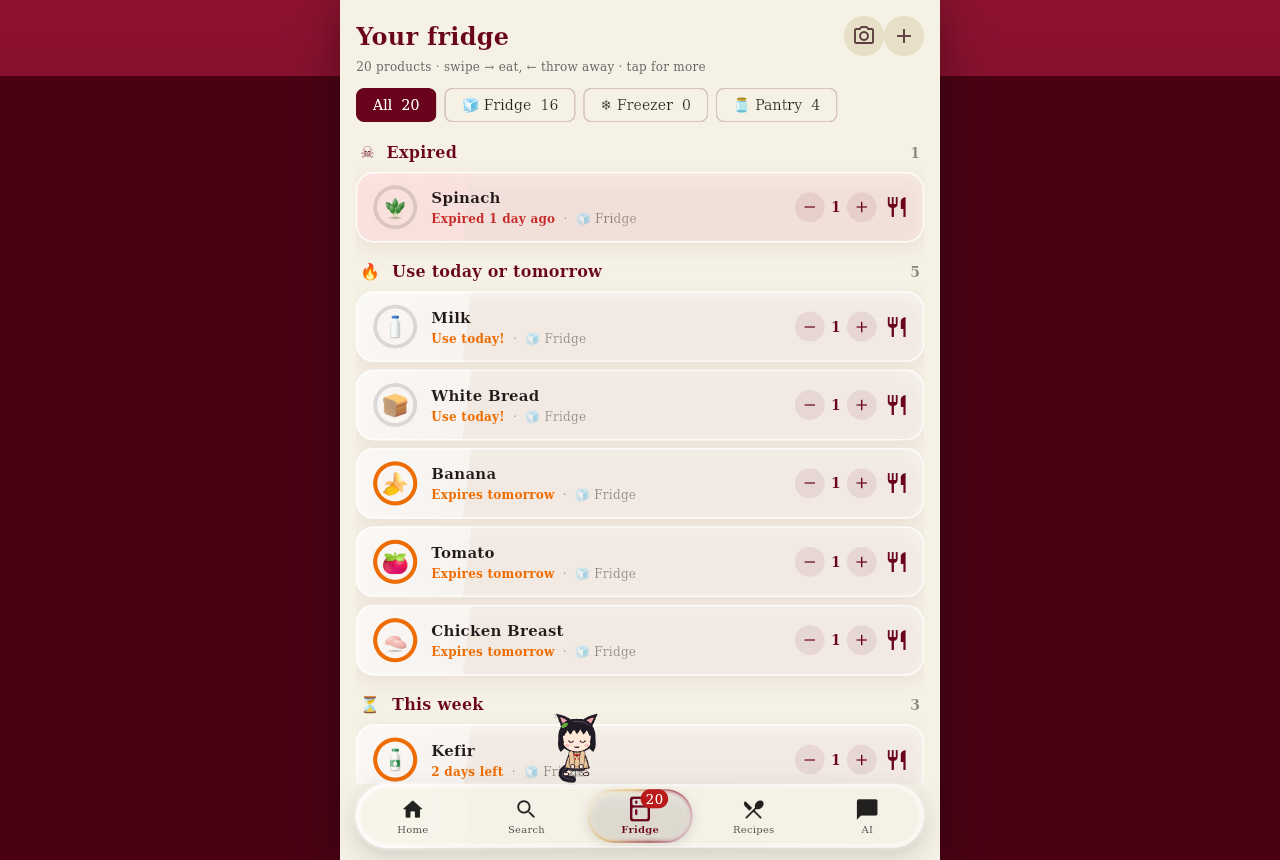 Your fridge
20 products · swipe → eat, ← throw away · tap for more
All 20
Fridge 16
Freezer 0
Pantry 4
Expired 1
Spinach
Expired 1 day ago · Fridge
1
Use today or tomorrow 5
Milk
Use today! · Fridge
1
White Bread
Use today! · Fridge
1
Banana
Expires tomorrow · Fridge
1
Tomato
Expires tomorrow · Fridge
1
Chicken Breast
Expires tomorrow · Fridge
1
This week 3
Kefir
2 days left · Fridge
1
20
Home
Search
Fridge
Recipes
AI